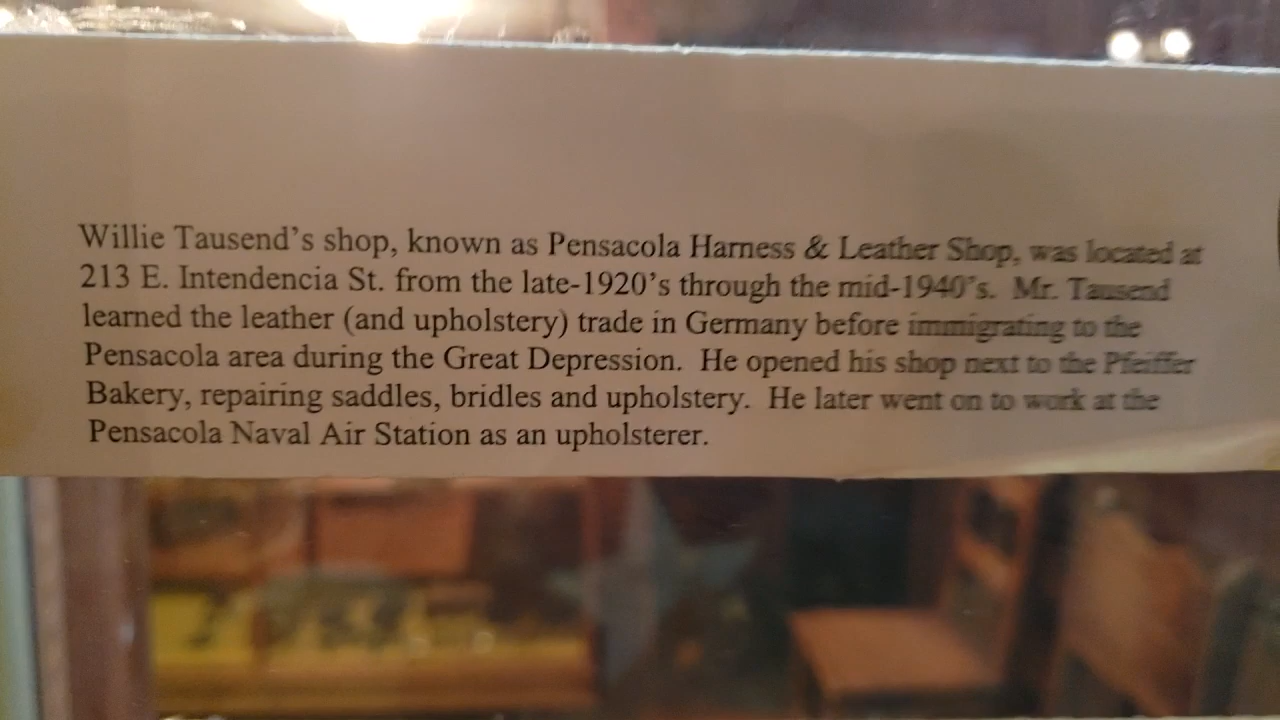 Willie Tausend’s shop, known as Pensacola Harness & Leather Shop, was located at
213 E. Intendencia St. from the late-1920’s through the mid-1940’s. Mr. Tausend
learned the leather (and upholstery) trade in Germany before immigrating to the
Pensacola area during the Great Depression. He opened his shop next to the Pfeiffer
Bakery, repairing saddles, bridles and upholstery. He later went on to work at the
Pensacola Naval Air Station as an upholsterer.